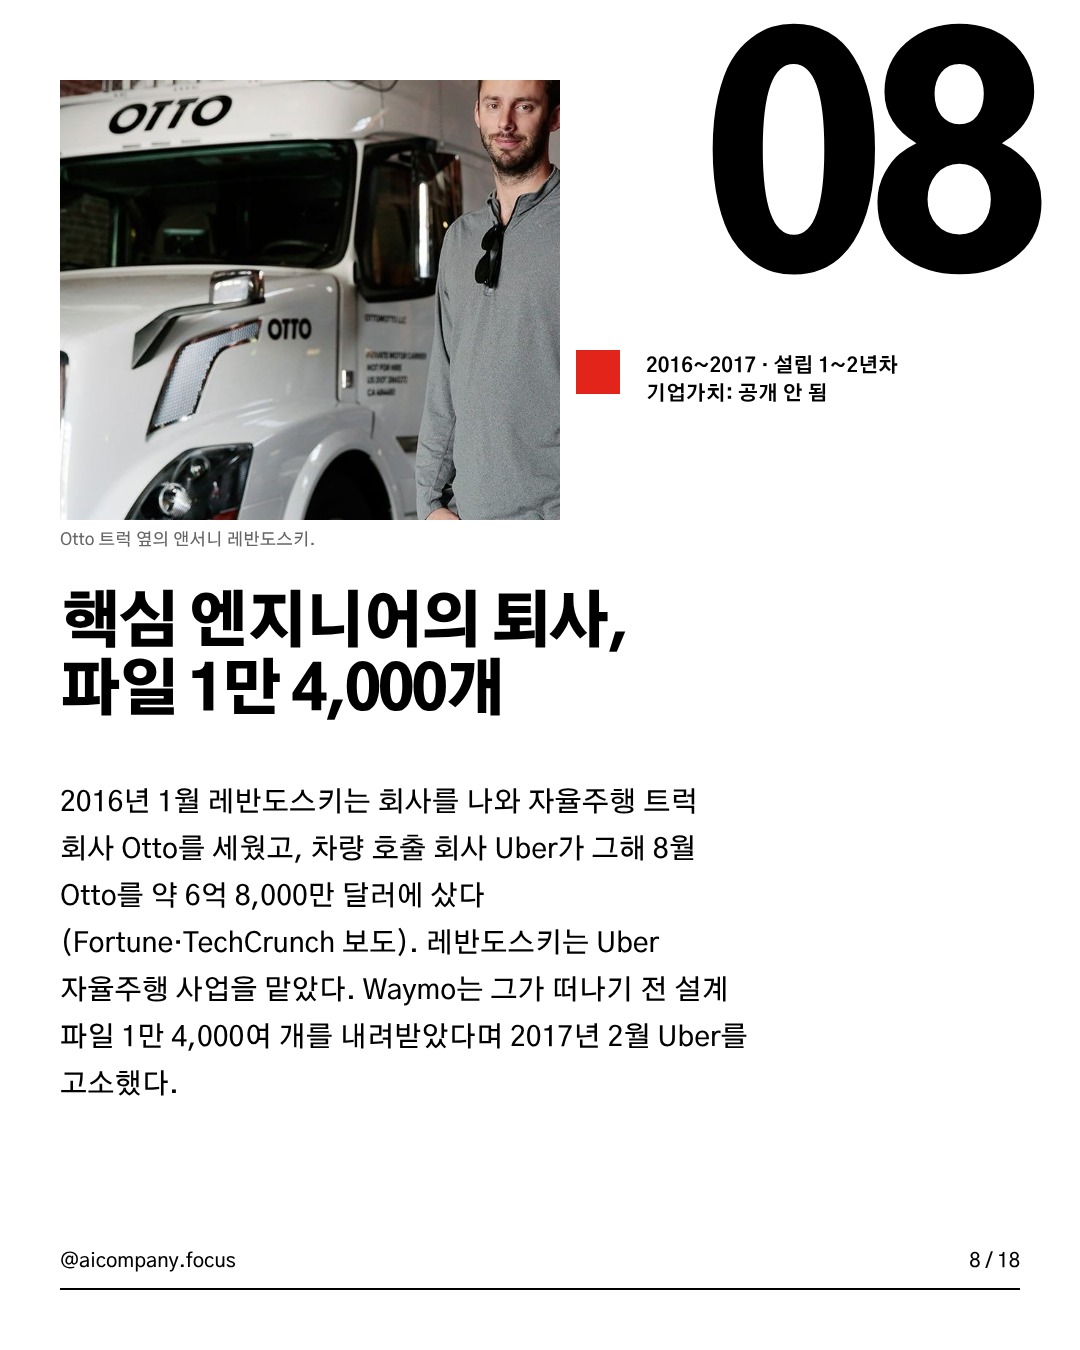 08
OTTO
OTTO
2016~2017 · 설립 1~2년차
기업가치: 공개 안 됨
Otto 트럭 옆의 앤서니 레반도스키.
핵심 엔지니어의 퇴사,
파일 1만 4,000개
2016년 1월 레반도스키는 회사를 나와 자율주행 트럭
회사 Otto를 세웠고, 차량 호출 회사 Uber가 그해 8월
Otto를 약 6억 8,000만 달러에 샀다
(Fortune·TechCrunch 보도). 레반도스키는 Uber
자율주행 사업을 맡았다. Waymo는 그가 떠나기 전 설계
파일 1만 4,000여 개를 내려받았다며 2017년 2월 Uber를
고소했다.
@aicompany.focus
8 / 18